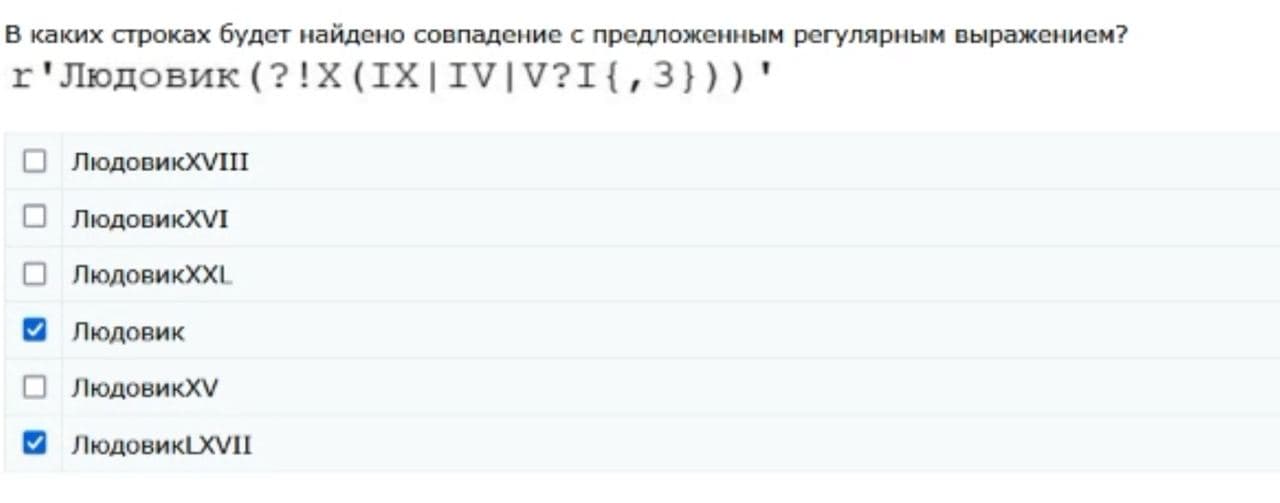 В каких строках будет найдено совпадение с предложенным регулярным выражением?
r'Людовик(?!X(IX|IV|V?I{,3}))'
ЛюдовикXVIII
ЛюдовикXVI
ЛюдовикXXL
Людовик
ЛюдовикXV
ЛюдовикLXVII